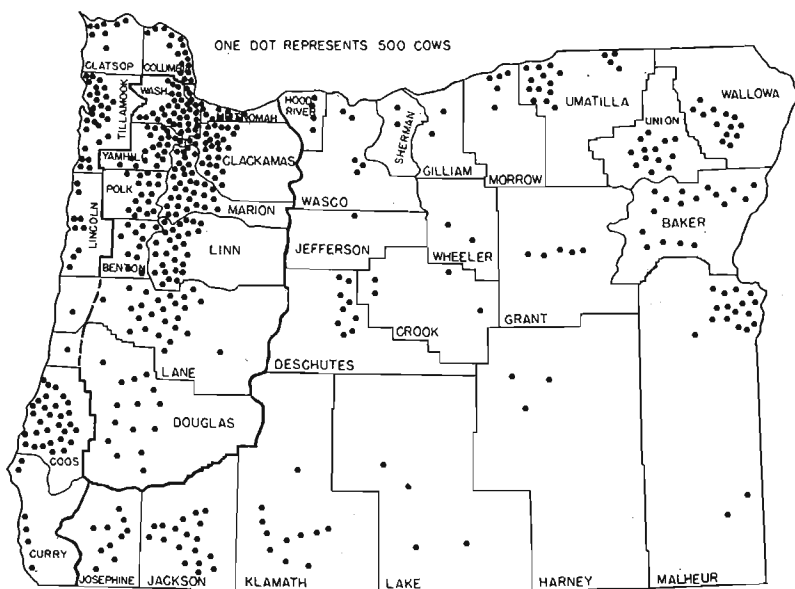 ONE DOT REPRESENTS 500 COWS
CLATSOP
COLUMBIA
TILLAMOOK
WASH.
MULTNOMAH
HOOD
RIVER
SHERMAN
GILLIAM
MORROW
UMATILLA
UNION
WALLOWA
YAMHILL
CLACKAMAS
POLK
MARION
WASCO
LINCOLN
BENTON
LINN
JEFFERSON
WHEELER
BAKER
GRANT
CROOK
LANE
DESCHUTES
DOUGLAS
COOS
CURRY
JOSEPHINE
JACKSON
KLAMATH
LAKE
HARNEY
MALHEUR